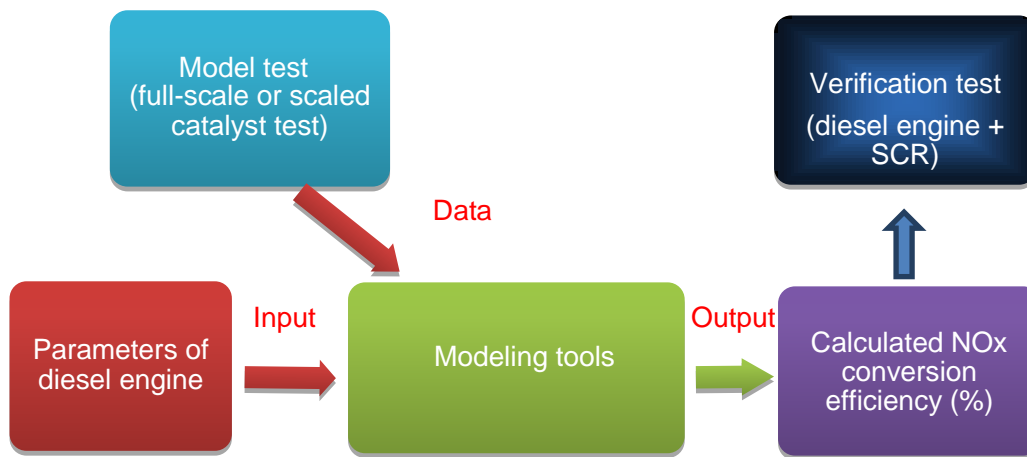 Model test
(full-scale or scaled
catalyst test)
Verification test
(diesel engine +
SCR)
Data
Parameters of
diesel engine
Input
Modeling tools
Output
Calculated NOx
conversion
efficiency (%)